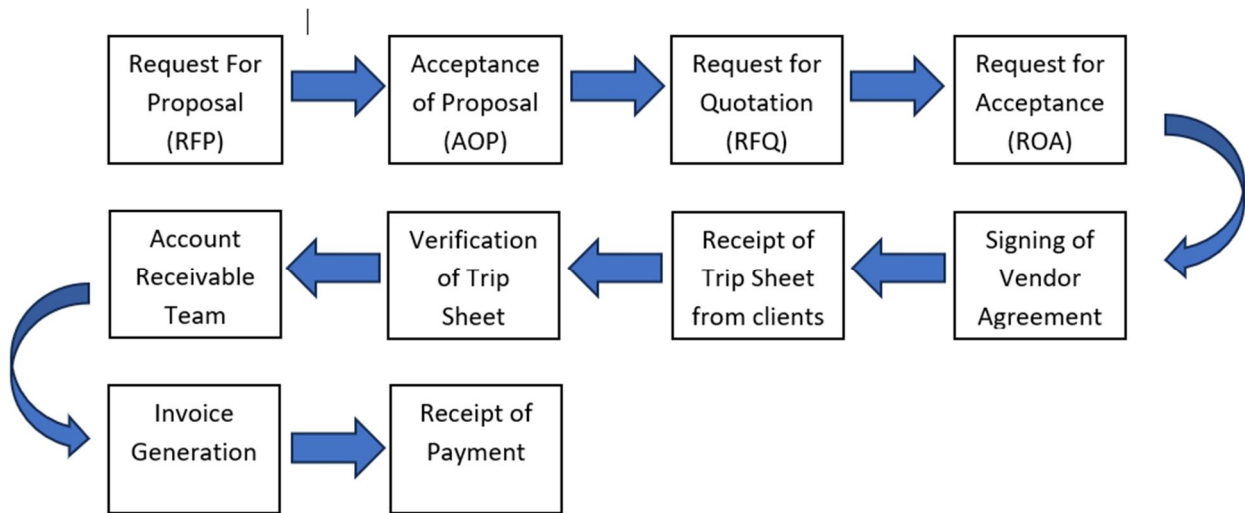 Request For
Proposal
(RFP)
Acceptance
of Proposal
(AOP)
Request for
Quotation
(RFQ)
Request for
Acceptance
(ROA)
Account
Receivable
Team
Verification
of Trip
Sheet
Receipt of
Trip Sheet
from clients
Signing of
Vendor
Agreement
Invoice
Generation
Receipt of
Payment